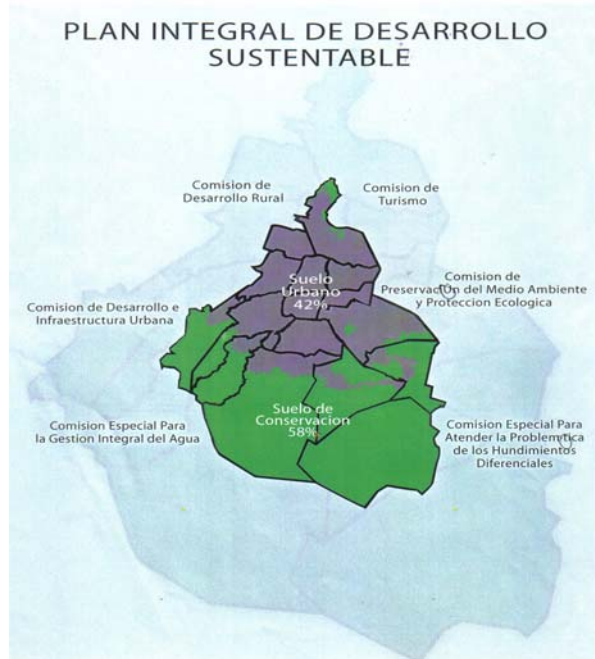 PLAN INTEGRAL DE DESARROLLO
SUSTENTABLE
Comision de
Desarrollo Rural
Comision de
Turismo
Suelo
Urbano
42%
Comision de
Preservaciún del Medio Ambiente
y Proteccion Ecologica
Comision de Desarrollo e
Infraestructura Urbana
Suelo de
Conservacion
58%
Comision Especial Para
la Gestion Integral del Agua
Comision Especial Para
Atender la Problemtica
de los Hundimientos
Diferenciales